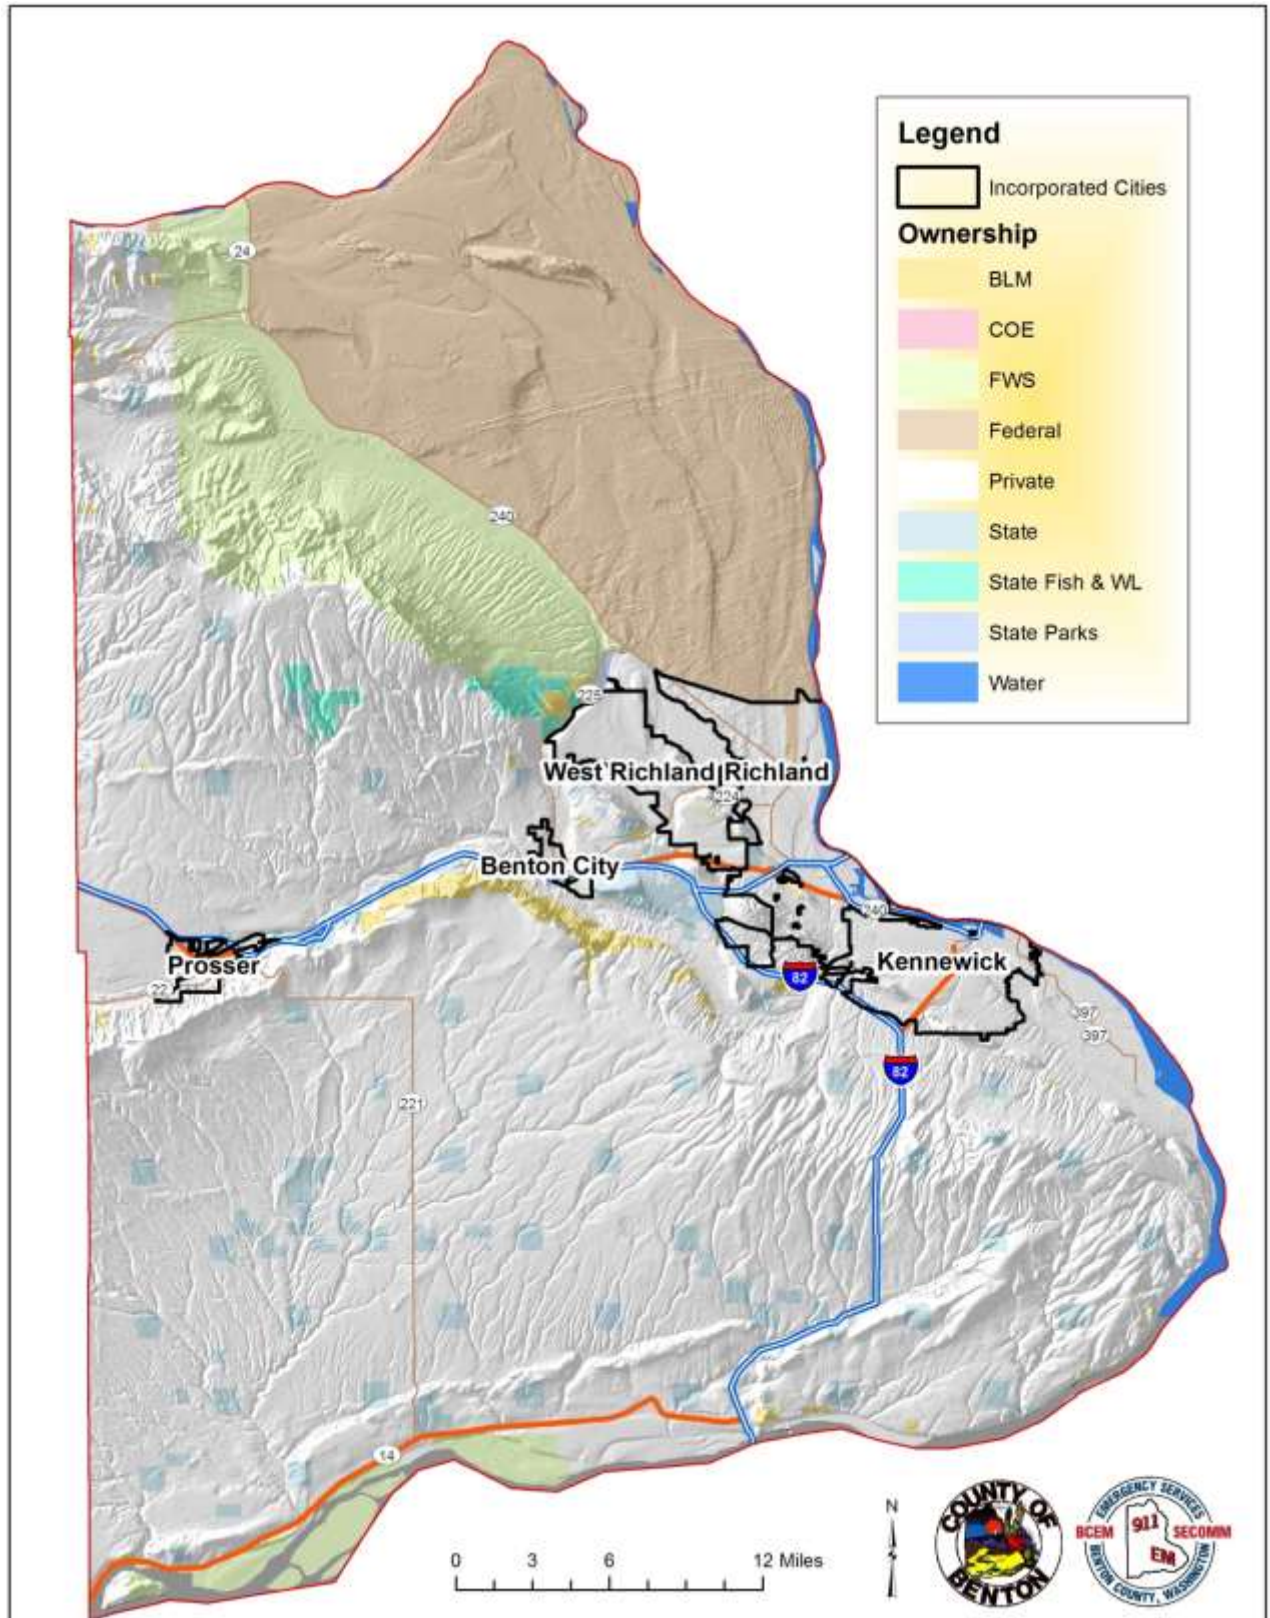 Legend
Incorporated Cities
Ownership
BLM
COE
FWS
Federal
Private
State
State Fish & WL
State Parks
Water
24
240
225
West Richland
Richland
224
Benton City
240
Prosser
22
82
Kennewick
397
397
82
221
14
0 3 6 12 Miles
N
COUNTY OF
BENTON
EMERGENCY SERVICES
BCEM
911
EM
SECOMM
BENTON COUNTY, WASHINGTON